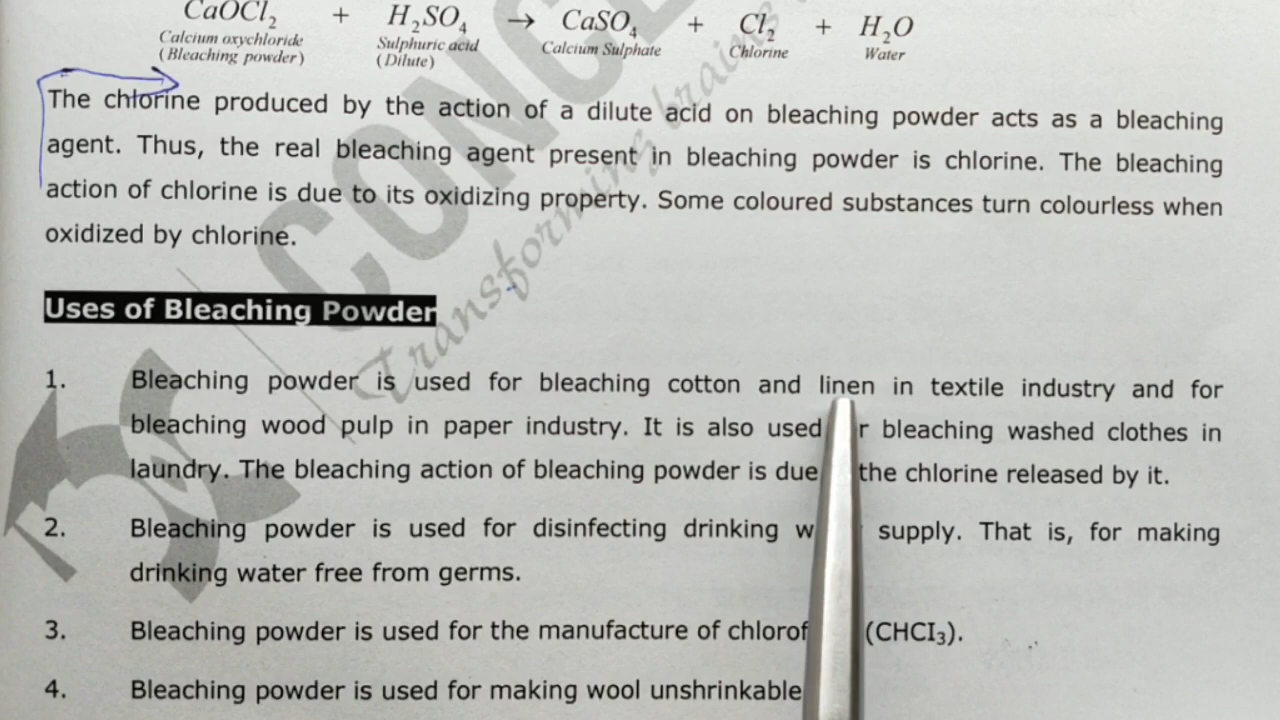 CaOCl₂ + H₂SO₄ → CaSO₄ + Cl₂ + H₂O
Calcium oxychloride Sulphuric acid Calcium Sulphate Chlorine Water
(Bleaching powder) (Dilute)
The chlorine produced by the action of a dilute acid on bleaching powder acts as a bleaching
agent. Thus, the real bleaching agent present in bleaching powder is chlorine. The bleaching
action of chlorine is due to its oxidizing property. Some coloured substances turn colourless when
oxidized by chlorine.
Uses of Bleaching Powder
1. Bleaching powder is used for bleaching cotton and linen in textile industry and for
bleaching wood pulp in paper industry. It is also used bleaching washed clothes in
laundry. The bleaching action of bleaching powder is due the chlorine released by it.
2. Bleaching powder is used for disinfecting drinking supply. That is, for making
drinking water free from germs.
3. Bleaching powder is used for the manufacture of (CHCI₃).
4. Bleaching powder is used for making wool unshrinkable
Transforming brains